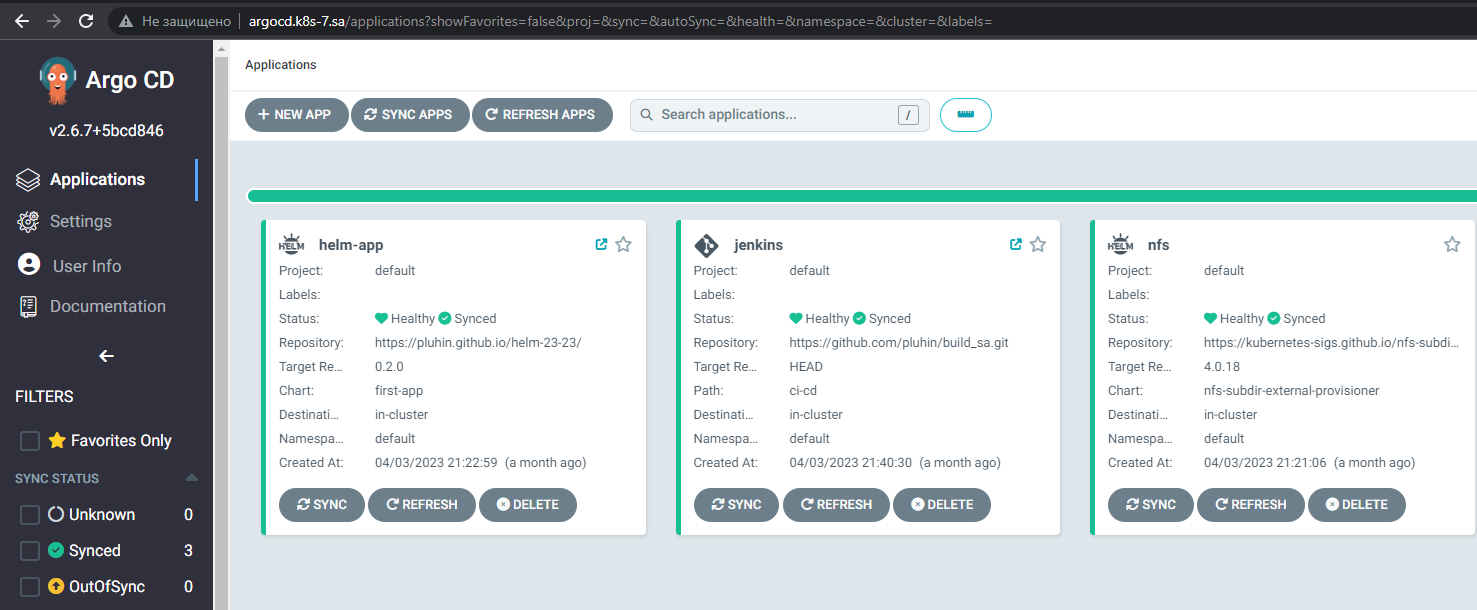 Не защищено argocd.k8s-7.sa/applications?showFavorites=false&proj=&sync=&autoSync=&health=&namespace=&cluster=&labels=
Argo CD
v2.6.7+5bcd846
Applications
Settings
User Info
Documentation
FILTERS
Favorites Only
SYNC STATUS
Unknown 0
Synced 3
OutOfSync 0
Applications
NEW APP SYNC APPS REFRESH APPS Search applications... /
HELM helm-app
Project: default
Labels:
Status: Healthy Synced
Repository: https://pluhin.github.io/helm-23-23/
Target Re... 0.2.0
Chart: first-app
Destinati... in-cluster
Namespa... default
Created At: 04/03/2023 21:22:59 (a month ago)
SYNC REFRESH DELETE
jenkins
Project: default
Labels:
Status: Healthy Synced
Repository: https://github.com/pluhin/build_sa.git
Target Re... HEAD
Path: ci-cd
Destinati... in-cluster
Namespa... default
Created At: 04/03/2023 21:40:30 (a month ago)
SYNC REFRESH DELETE
HELM nfs
Project: default
Labels:
Status: Healthy Synced
Repository: https://kubernetes-sigs.github.io/nfs-subdi...
Target Re... 4.0.18
Chart: nfs-subdir-external-provisioner
Destinati... in-cluster
Namespa... default
Created At: 04/03/2023 21:21:06 (a month ago)
SYNC REFRESH DELETE